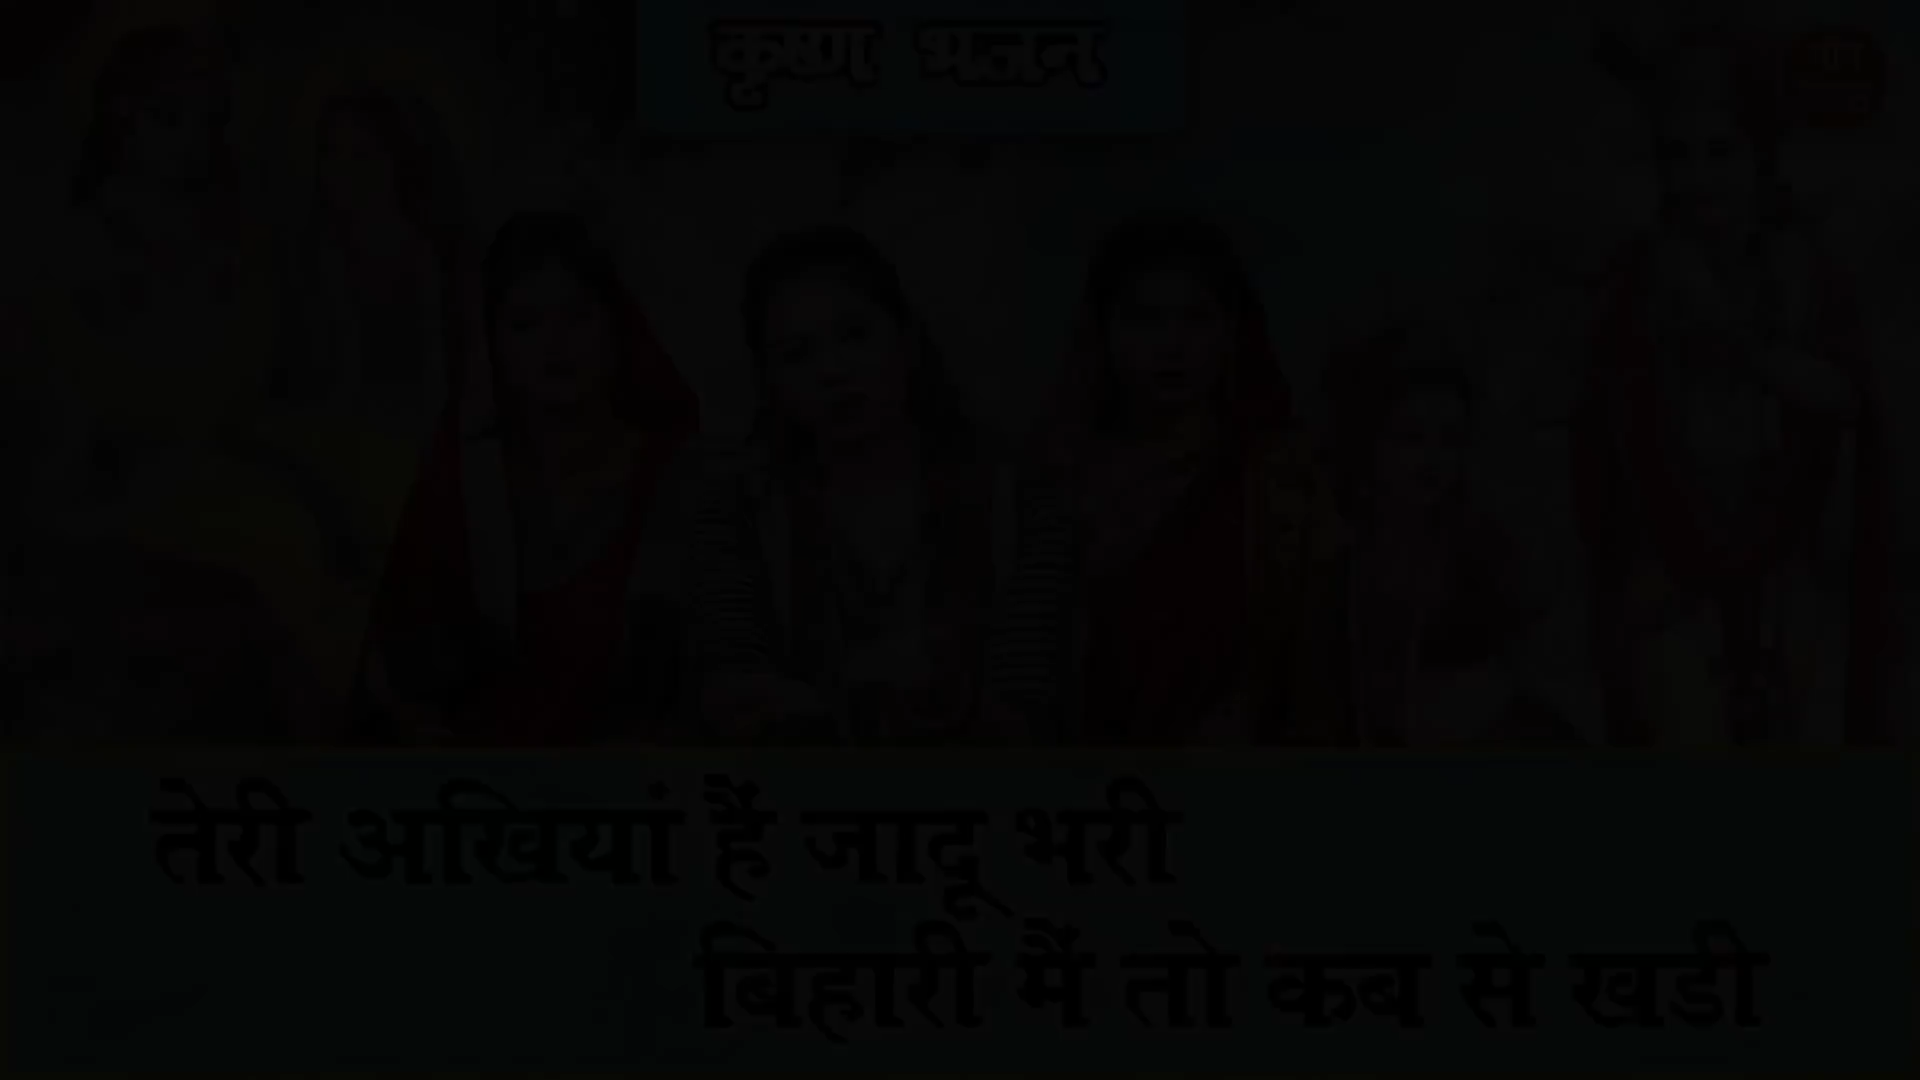 कृष्ण भजन
तेरी अखियां हैं जादू भरी
बिहारी मैं तो कब से खडी